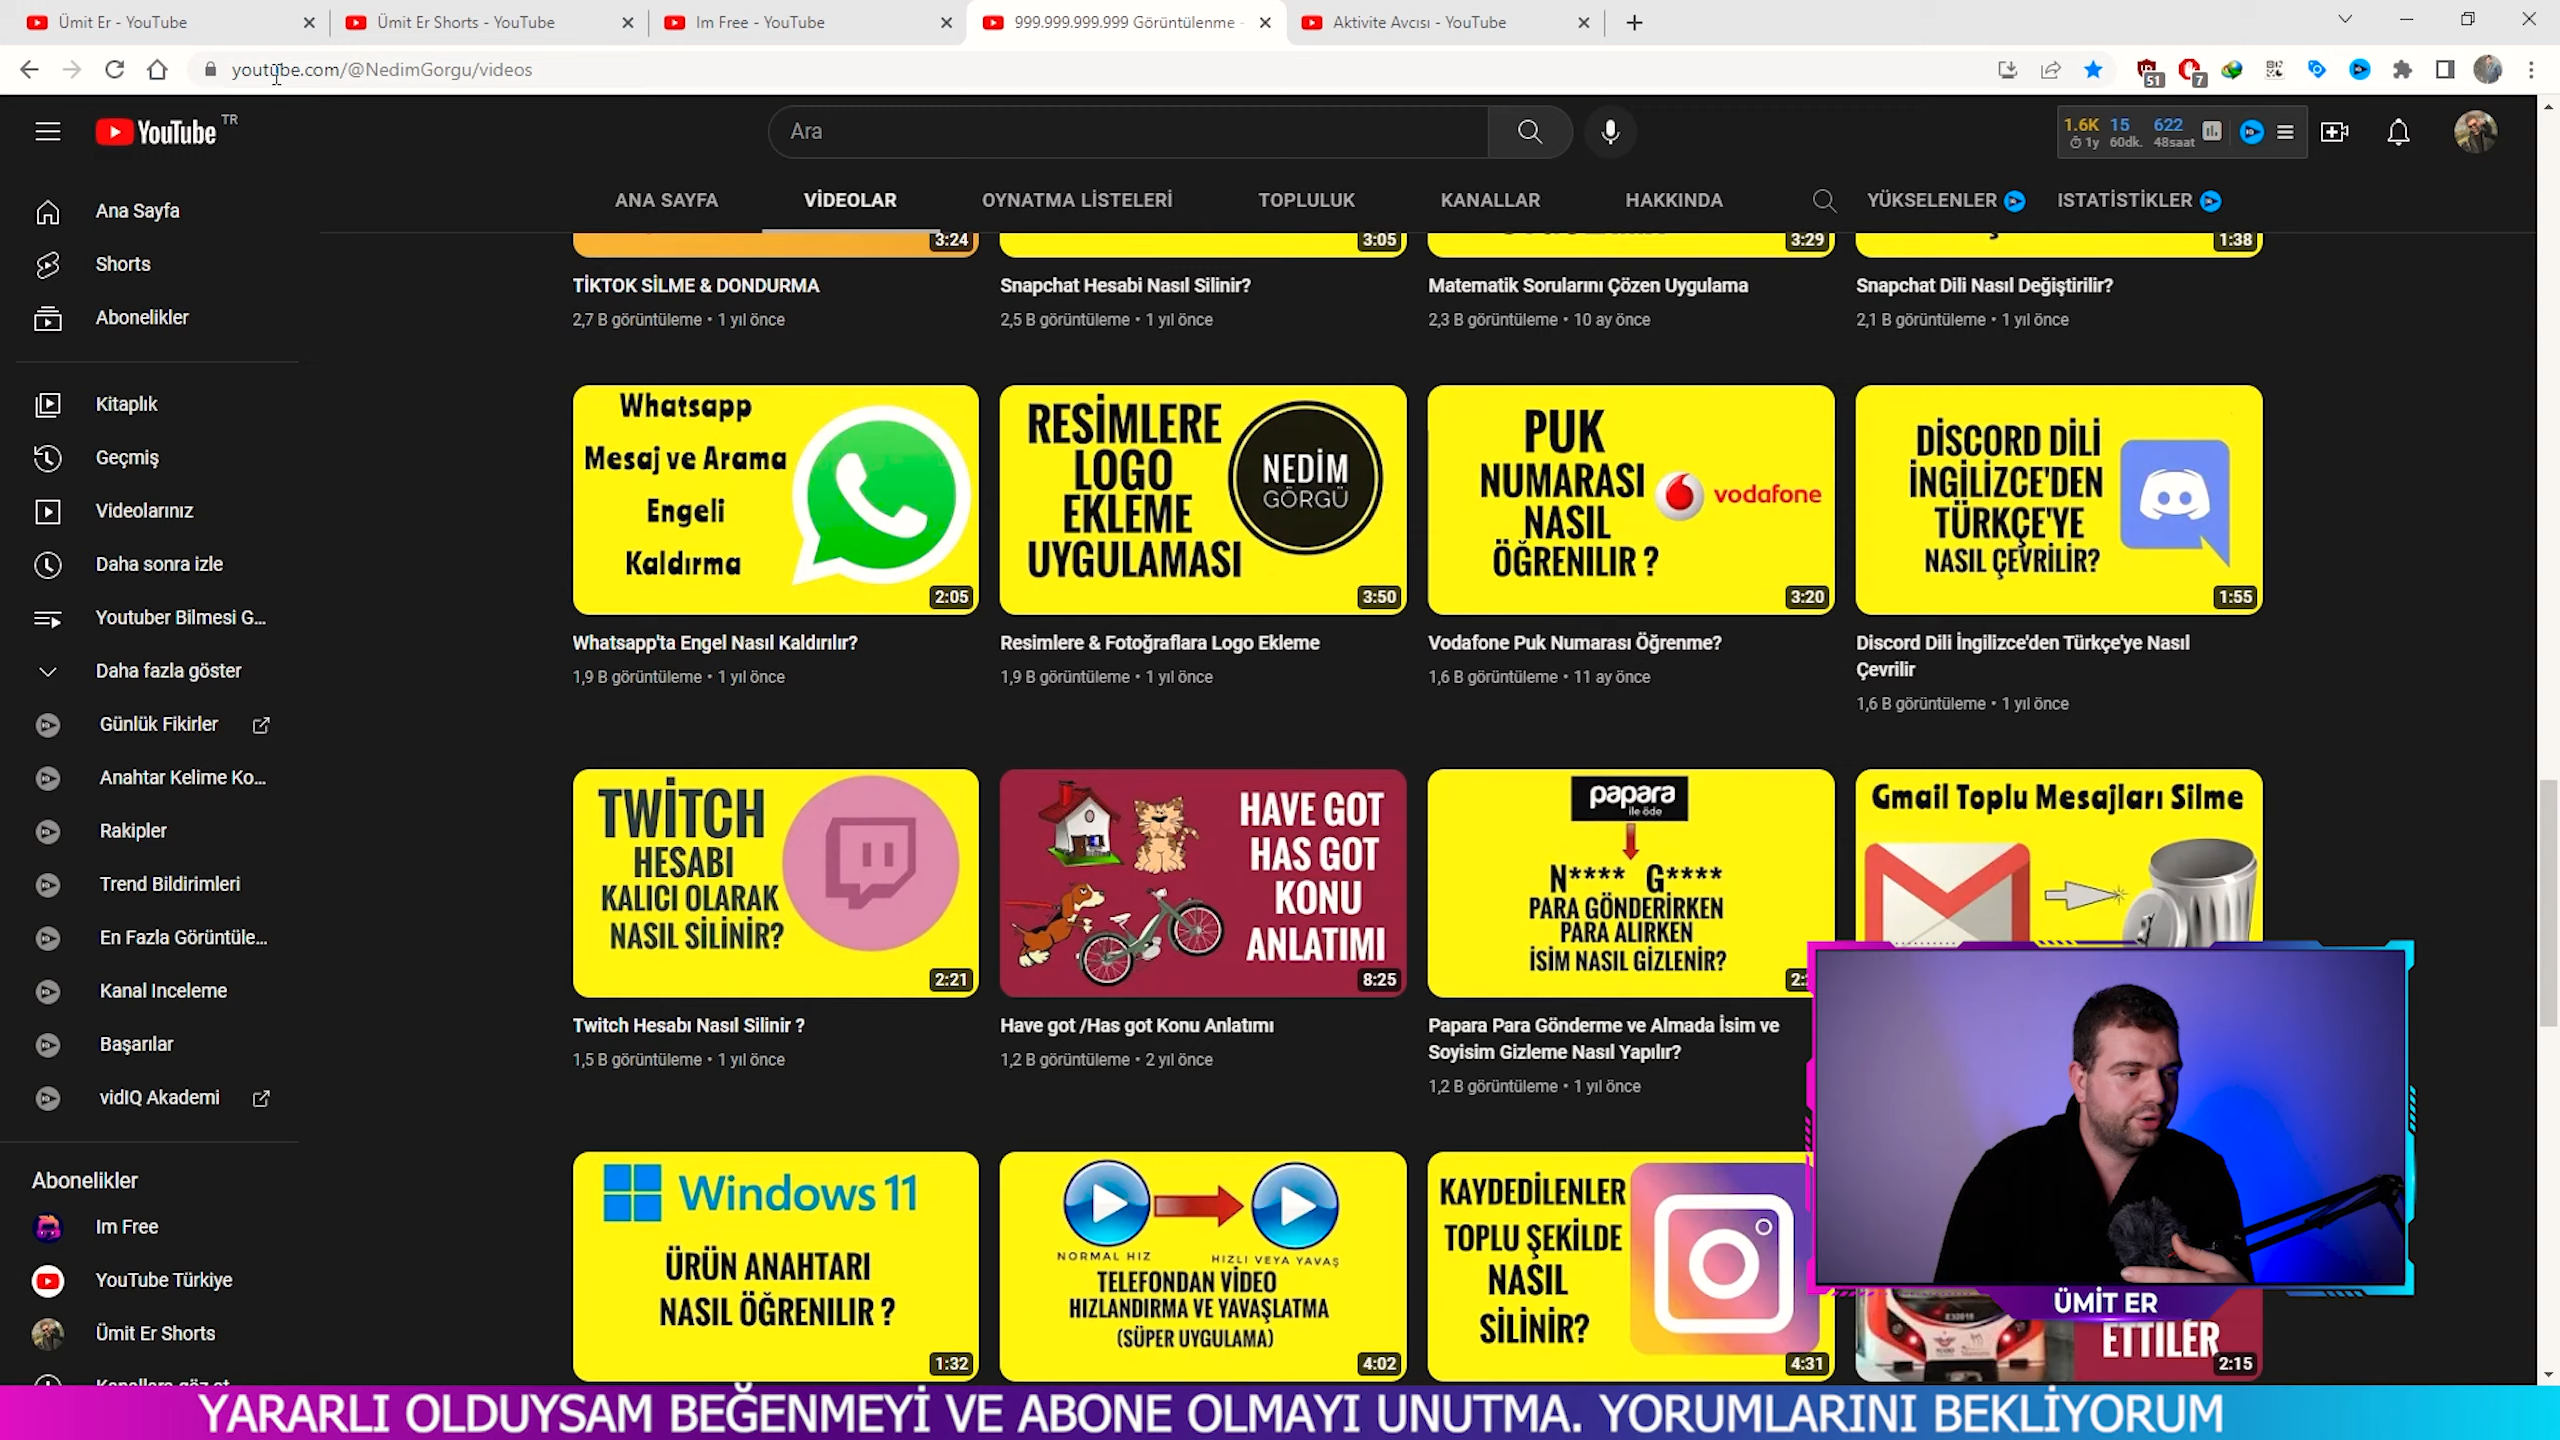 Ümit Er - YouTube
Ümit Er Shorts - YouTube
Im Free - YouTube
999.999.999.999 Görüntülenme -
Aktivite Avcısı - YouTube
youtube.com/@NedimGorgu/videos
51
7
YouTube TR
Ara
1.6K 15 622
1y 60dk. 48saat
ANA SAYFA
VİDEOLAR
OYNATMA LİSTELERİ
TOPLULUK
KANALLAR
HAKKINDA
YÜKSELENLER
ISTATİSTİKLER
Ana Sayfa
Shorts
Abonelikler
Kitaplık
Geçmiş
Videolarınız
Daha sonra izle
Youtuber Bilmesi G...
Daha fazla göster
Günlük Fikirler
Anahtar Kelime Ko...
Rakipler
Trend Bildirimleri
En Fazla Görüntüle...
Kanal Inceleme
Başarılar
vidIQ Akademi
Abonelikler
Im Free
YouTube Türkiye
Ümit Er Shorts
3:24
3:05
3:29
1:38
TİKTOK SİLME & DONDURMA
2,7 B görüntüleme • 1 yıl önce
Snapchat Hesabi Nasıl Silinir?
2,5 B görüntüleme • 1 yıl önce
Matematik Sorularını Çözen Uygulama
2,3 B görüntüleme • 10 ay önce
Snapchat Dili Nasıl Değiştirilir?
2,1 B görüntüleme • 1 yıl önce
Whatsapp
Mesaj ve Arama
Engeli
Kaldırma
2:05
Whatsapp'ta Engel Nasıl Kaldırılır?
1,9 B görüntüleme • 1 yıl önce
RESİMLERE
LOGO
EKLEME
UYGULAMASI
NEDİM
GÖRGÜ
3:50
Resimlere & Fotoğraflara Logo Ekleme
1,9 B görüntüleme • 1 yıl önce
PUK
NUMARASI
NASIL
ÖĞRENILIR ?
vodafone
3:20
Vodafone Puk Numarası Öğrenme?
1,6 B görüntüleme • 11 ay önce
DİSCORD DİLİ
İNGİLİZCE'DEN
TÜRKÇE'YE
NASIL ÇEVRİLİR?
1:55
Discord Dili İngilizce'den Türkçe'ye Nasıl
Çevrilir
1,6 B görüntüleme • 1 yıl önce
TWİTCH
HESABI
KALICI OLARAK
NASIL SİLİNİR?
2:21
Twitch Hesabı Nasıl Silinir ?
1,5 B görüntüleme • 1 yıl önce
HAVE GOT
HAS GOT
KONU
ANLATIMI
8:25
Have got /Has got Konu Anlatımı
1,2 B görüntüleme • 2 yıl önce
papara
ile öde
N**** G****
PARA GÖNDERİRKEN
PARA ALIRKEN
İSİM NASIL GİZLENİR?
Papara Para Gönderme ve Almada İsim ve
Soyisim Gizleme Nasıl Yapılır?
1,2 B görüntüleme • 1 yıl önce
Gmail Toplu Mesajları Silme
Windows 11
ÜRÜN ANAHTARI
NASIL ÖĞRENILIR ?
1:32
NORMAL HIZ
HIZLI VEYA YAVAŞ
TELEFONDAN VİDEO
HIZLANDIRMA VE YAVAŞLATMA
(SÜPER UYGULAMA)
4:02
KAYDEDİLENLER
TOPLU ŞEKİLDE
NASIL
SİLİNİR?
4:31
ETTİLER
2:15
ÜMİT ER
YARARLI OLDUYSAM BEĞENMEYİ VE ABONE OLMAYI UNUTMA. YORUMLARINI BEKLİYORUM